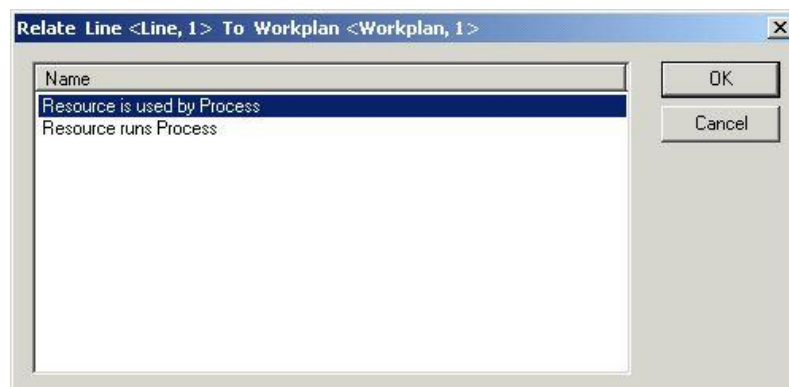 Relate Line <Line, 1> To Workplan <Workplan, 1>
Name
OK
Resource is used by Process
Resource runs Process
Cancel